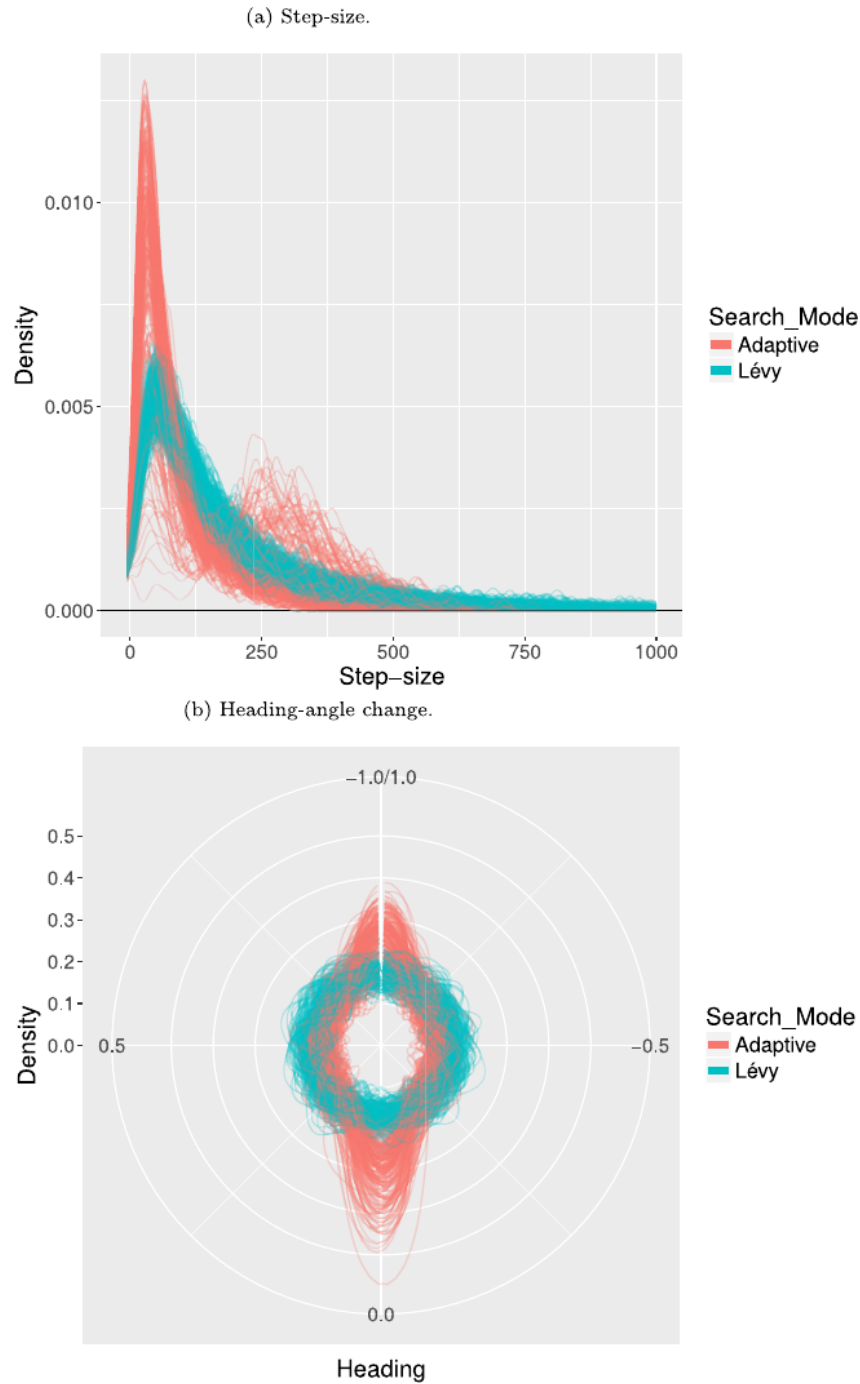 (a) Step-size.
0.010
0.005
0.000
Density
0 250 500 750 1000
Step−size
Search_Mode
Adaptive
Lévy
(b) Heading-angle change.
−1.0/1.0
0.5
0.4
0.3
0.2
0.1
0.0
0.5
−0.5
0.0
Density
Heading
Search_Mode
Adaptive
Lévy